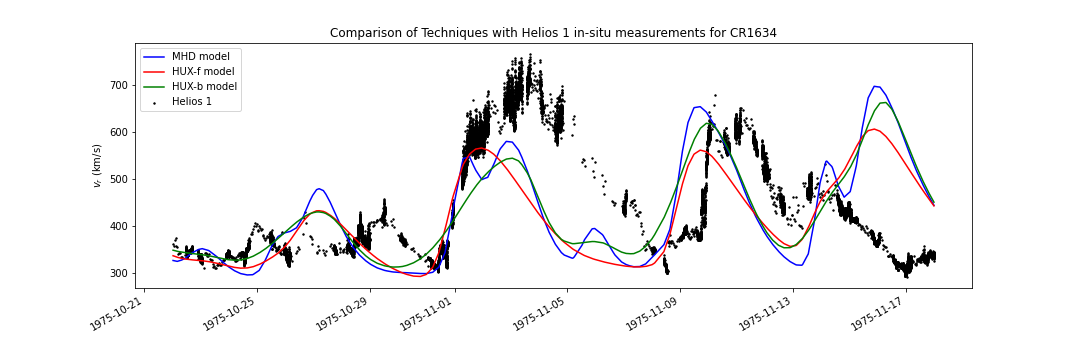 Comparison of Techniques with Helios 1 in-situ measurements for CR1634
MHD model
HUX-f model
HUX-b model
Helios 1
700
600
500
400
300
v_r (km/s)
1975-10-21
1975-10-25
1975-10-29
1975-11-01
1975-11-05
1975-11-09
1975-11-13
1975-11-17